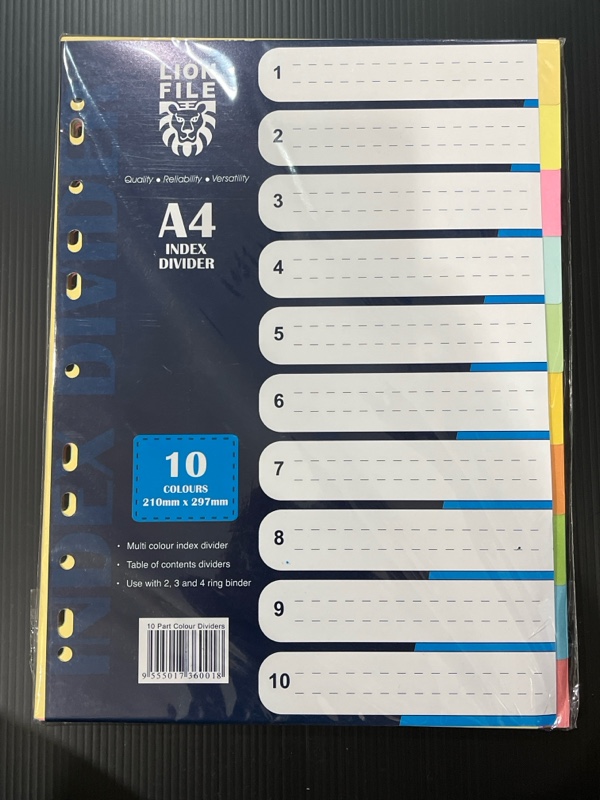 LION
FILE
Quality • Reliability • Versatility
A4
INDEX
DIVIDER
INDEX DIVIDER
10
COLOURS
210mm x 297mm
• Multi colour index divider
• Table of contents dividers
• Use with 2, 3 and 4 ring binder
10 Part Colour Dividers
9 555017 360018
1
2
3
4
5
6
7
8
9
10